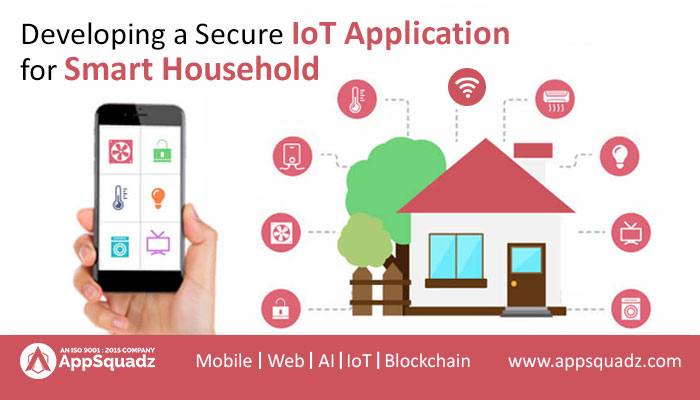 Developing a Secure IoT Application
for Smart Household
AN ISO 9001 : 2015 COMPANY
AppSquadz
Mobile | Web | AI | IoT | Blockchain
www.appsquadz.com